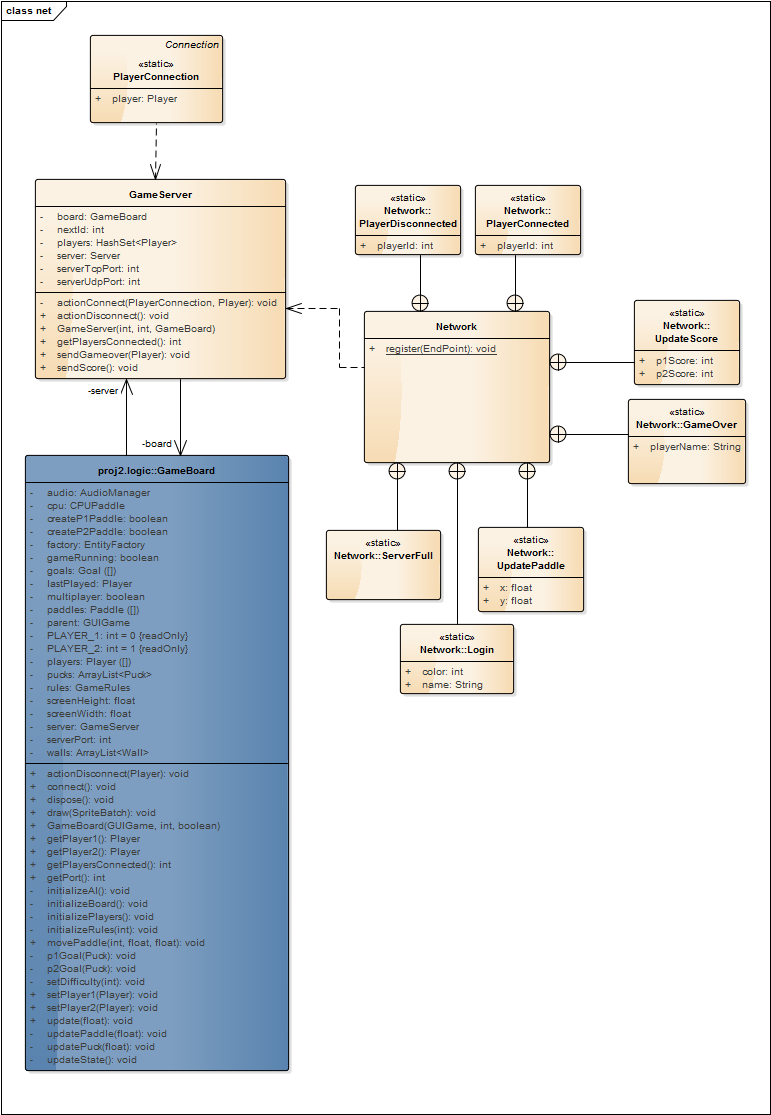 class net
Connection
«static»
PlayerConnection
+ player: Player
GameServer
- board: GameBoard
- nextId: int
- players: HashSet<Player>
- server: Server
- serverTcpPort: int
- serverUdpPort: int
- actionConnect(PlayerConnection, Player): void
+ actionDisconnect(): void
+ GameServer(int, int, GameBoard)
+ getPlayersConnected(): int
+ sendGameover(Player): void
+ sendScore(): void
«static»
Network::
PlayerDisconnected
+ playerId: int
«static»
Network::
PlayerConnected
+ playerId: int
Network
+ register(EndPoint): void
«static»
Network::
UpdateScore
+ p1Score: int
+ p2Score: int
«static»
Network::GameOver
+ playerName: String
-server
-board
proj2.logic::GameBoard
- audio: AudioManager
- cpu: CPUPaddle
- createP1Paddle: boolean
- createP2Paddle: boolean
- factory: EntityFactory
- gameRunning: boolean
- goals: Goal ([])
- lastPlayed: Player
- multiplayer: boolean
- paddles: Paddle ([])
- parent: GUIGame
- PLAYER_1: int = 0 {readOnly}
- PLAYER_2: int = 1 {readOnly}
- players: Player ([])
- pucks: ArrayList<Puck>
- rules: GameRules
- screenHeight: float
- screenWidth: float
- server: GameServer
- serverPort: int
- walls: ArrayList<Wall>
+ actionDisconnect(Player): void
+ connect(): void
+ dispose(): void
+ draw(SpriteBatch): void
+ GameBoard(GUIGame, int, boolean)
+ getPlayer1(): Player
+ getPlayer2(): Player
+ getPlayersConnected(): int
+ getPort(): int
- initializeAI(): void
- initializeBoard(): void
- initializePlayers(): void
- initializeRules(int): void
+ movePaddle(int, float, float): void
- p1Goal(Puck): void
- p2Goal(Puck): void
- setDifficulty(int): void
+ setPlayer1(Player): void
+ setPlayer2(Player): void
+ update(float): void
- updatePaddle(float): void
- updatePuck(float): void
- updateState(): void
«static»
Network::ServerFull
«static»
Network::
UpdatePaddle
+ x: float
+ y: float
«static»
Network::Login
+ color: int
+ name: String